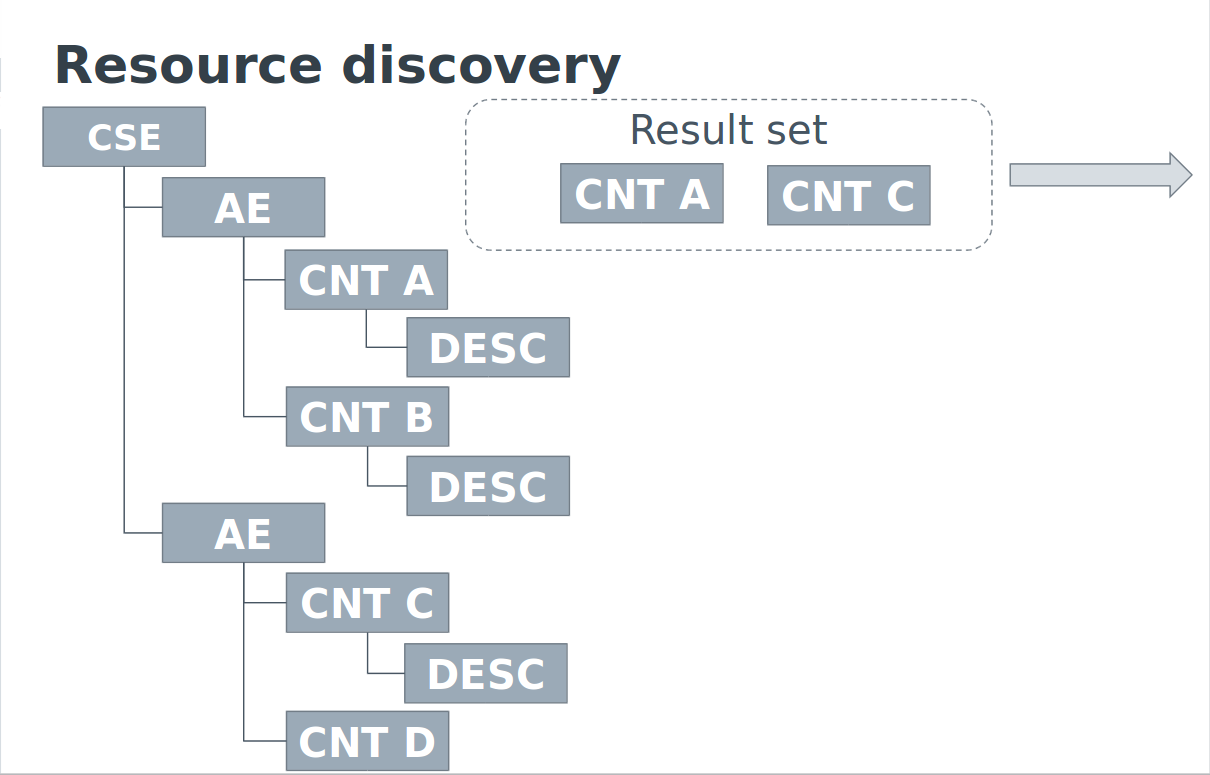 Resource discovery
CSE
Result set
CNT A
CNT C
AE
CNT A
DESC
CNT B
DESC
AE
CNT C
DESC
CNT D